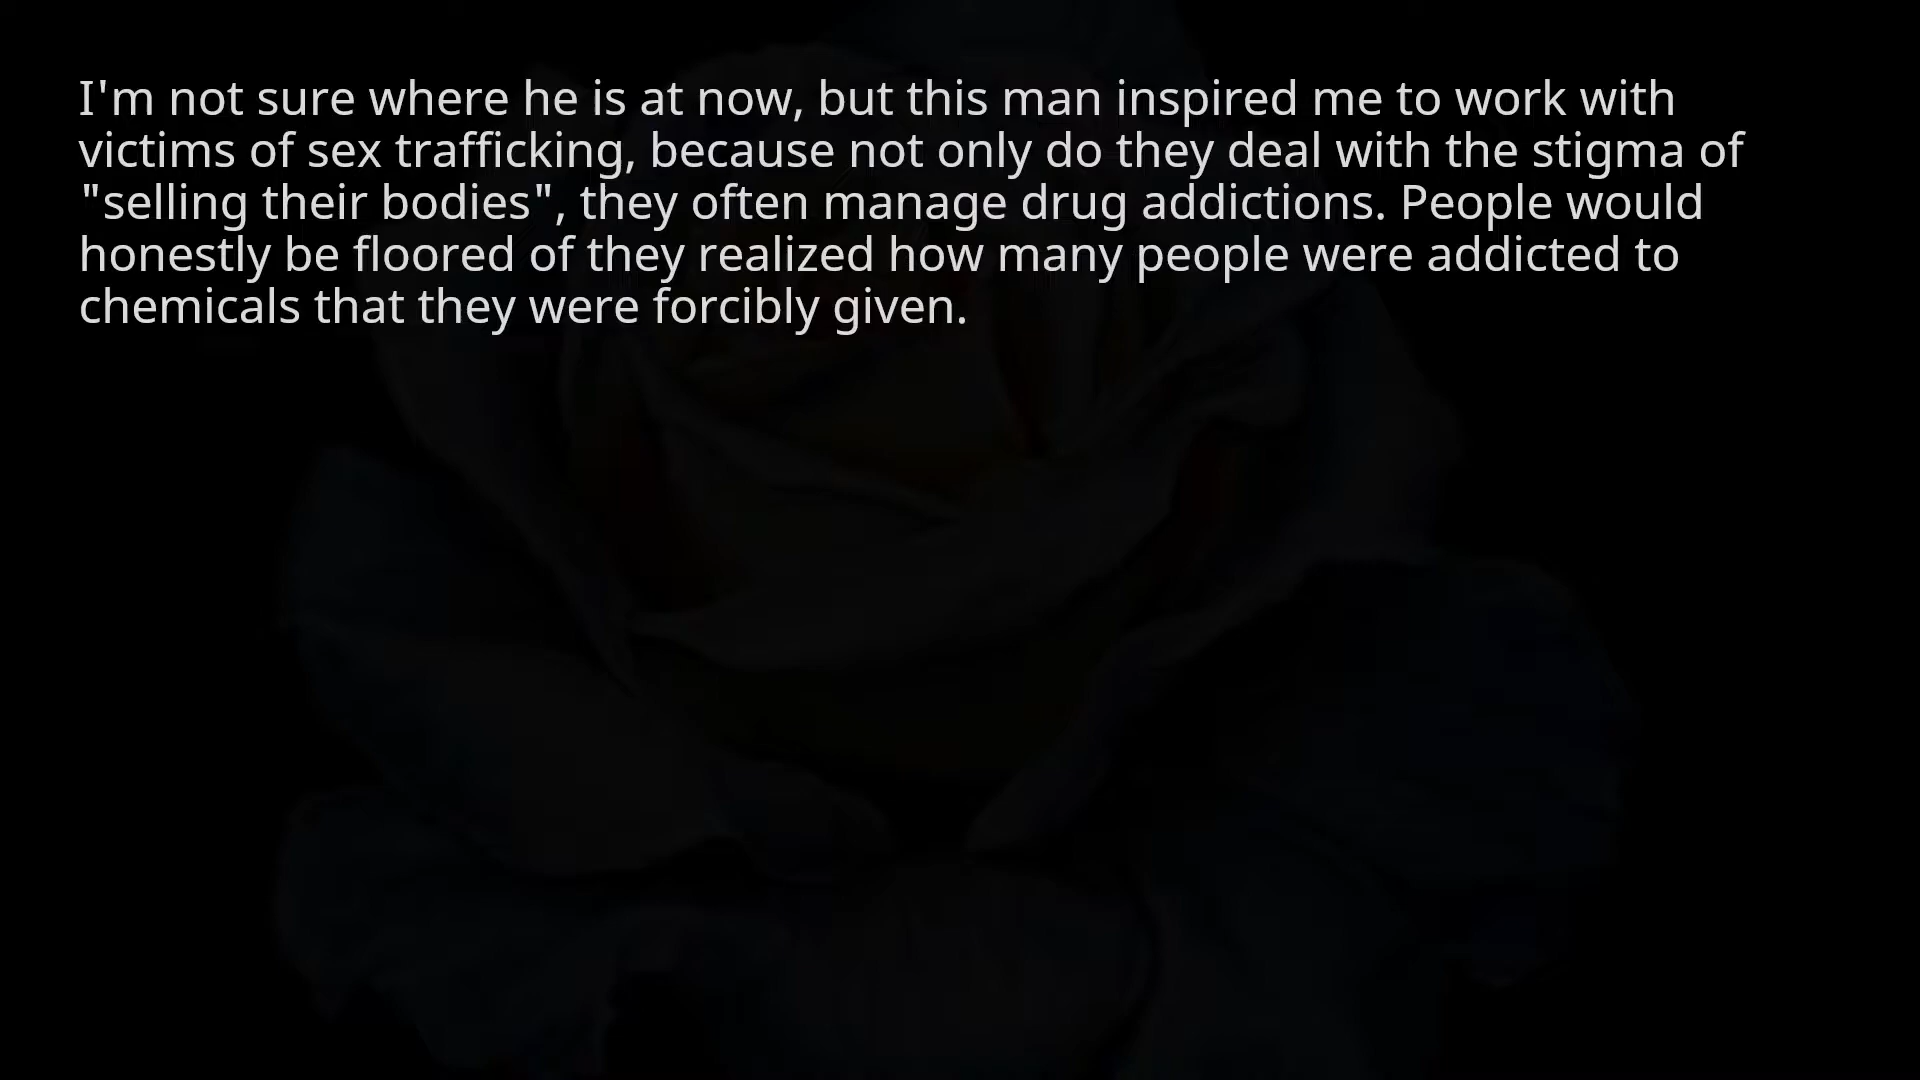 I'm not sure where he is at now, but this man inspired me to work with
victims of sex trafficking, because not only do they deal with the stigma of
"selling their bodies", they often manage drug addictions. People would
honestly be floored of they realized how many people were addicted to
chemicals that they were forcibly given.